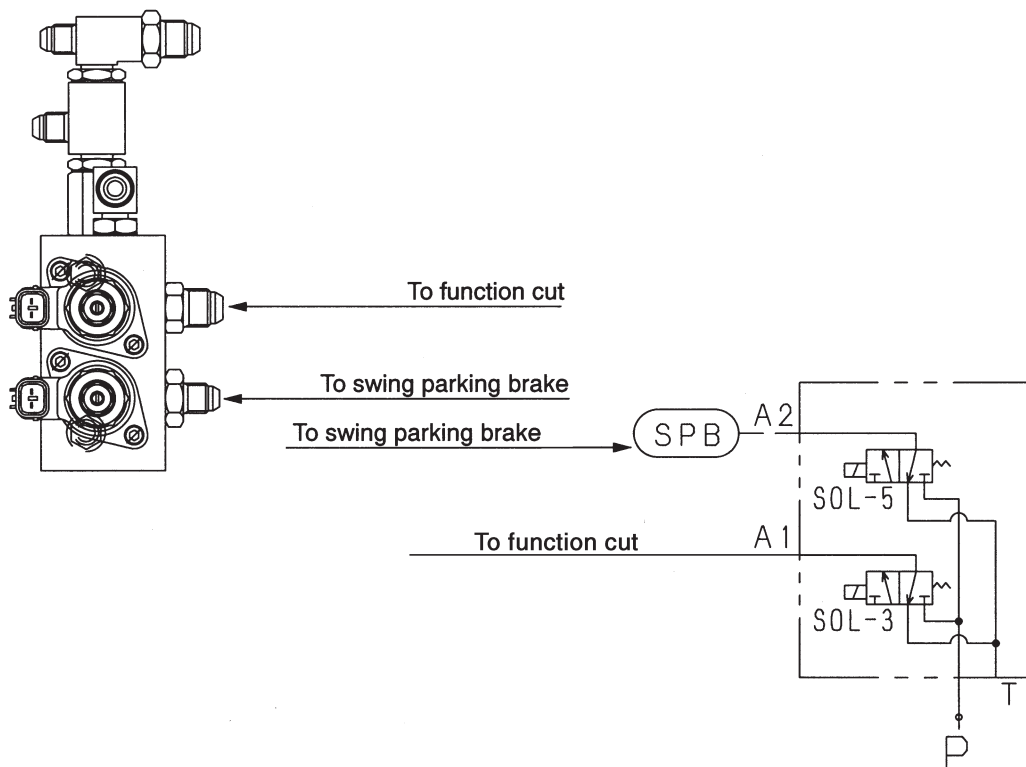 To function cut
To swing parking brake
To swing parking brake
SPB
A2
SOL-5
To function cut
A1
SOL-3
T
P